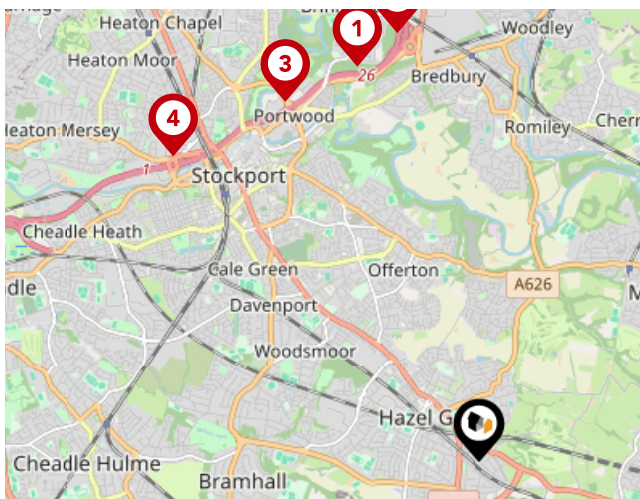 Heaton Chapel
Woodley
1
Heaton Moor
26
3
Bredbury
Portwood
4
Heaton Mersey
Romiley
1
Stockport
Cheadle Heath
Cale Green
Offerton
A626
Davenport
Woodsmoor
Hazel G
Cheadle Hulme
Bramhall